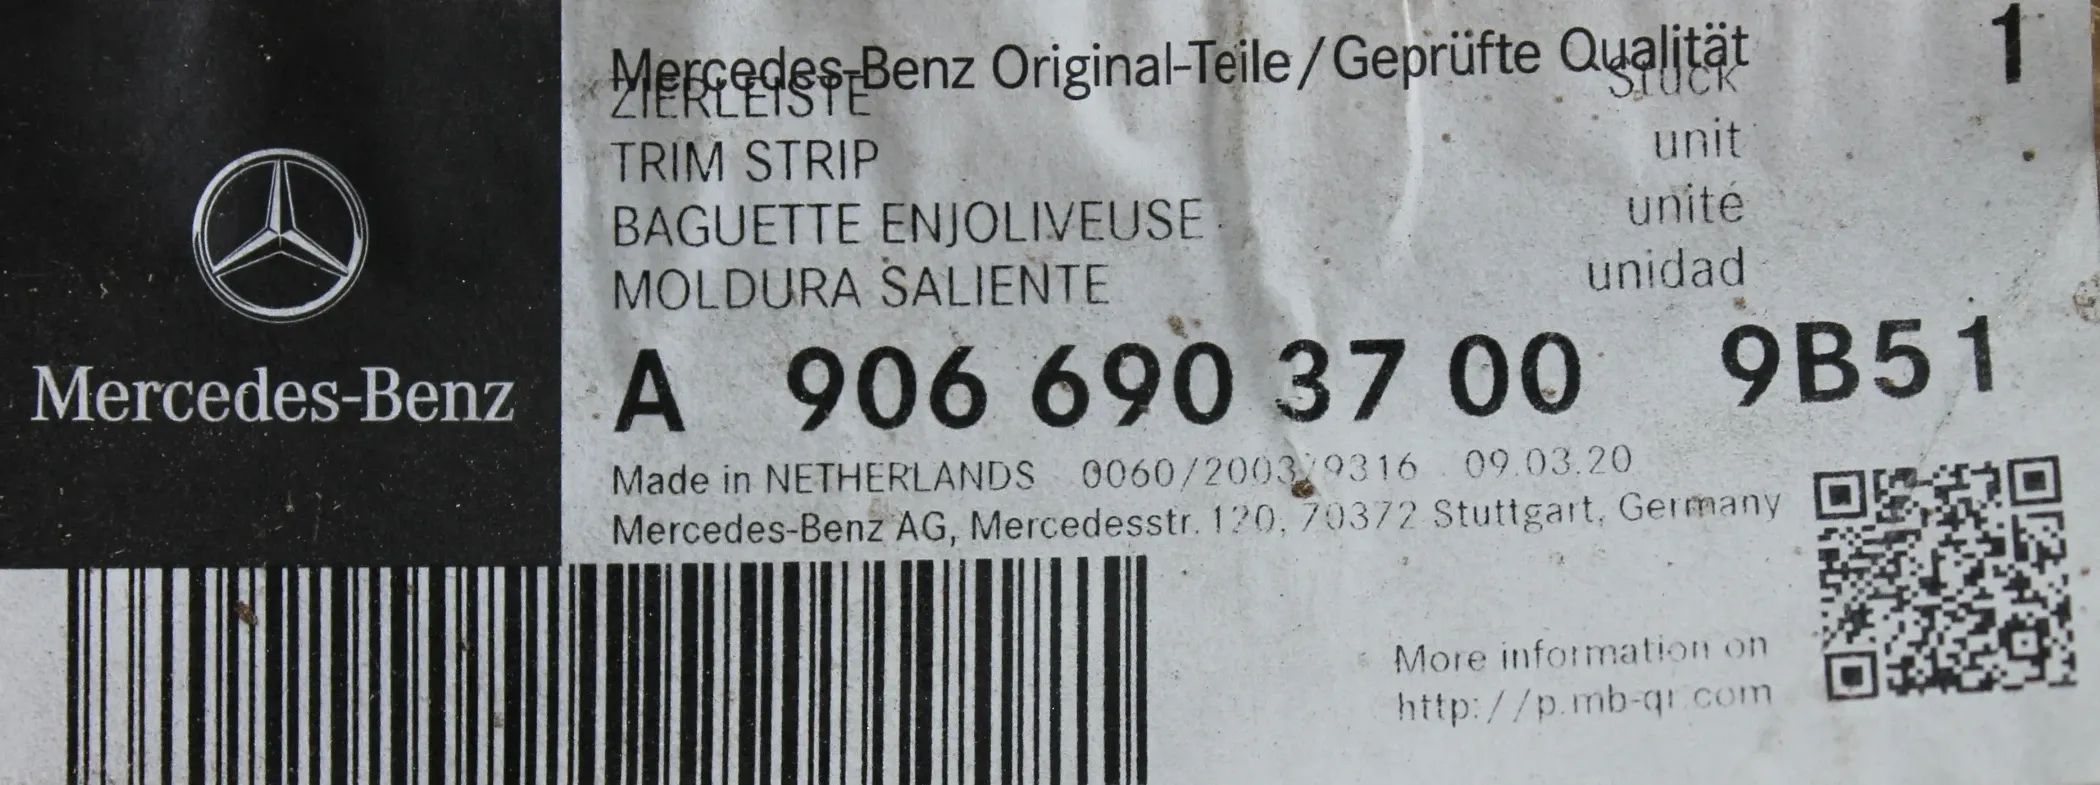 Mercedes-Benz Original-Teile/Geprüfte Qualität 1
ZIERLEISTE Stück
TRIM STRIP unit
BAGUETTE ENJOLIVEUSE unité
MOLDURA SALIENTE unidad
Mercedes-Benz
A 906 690 37 00 9B51
Made in NETHERLANDS 0060/200379316 09.03.20
Mercedes-Benz AG, Mercedesstr. 120, 70372 Stuttgart, Germany
More information on
http://p.mb-qr.com